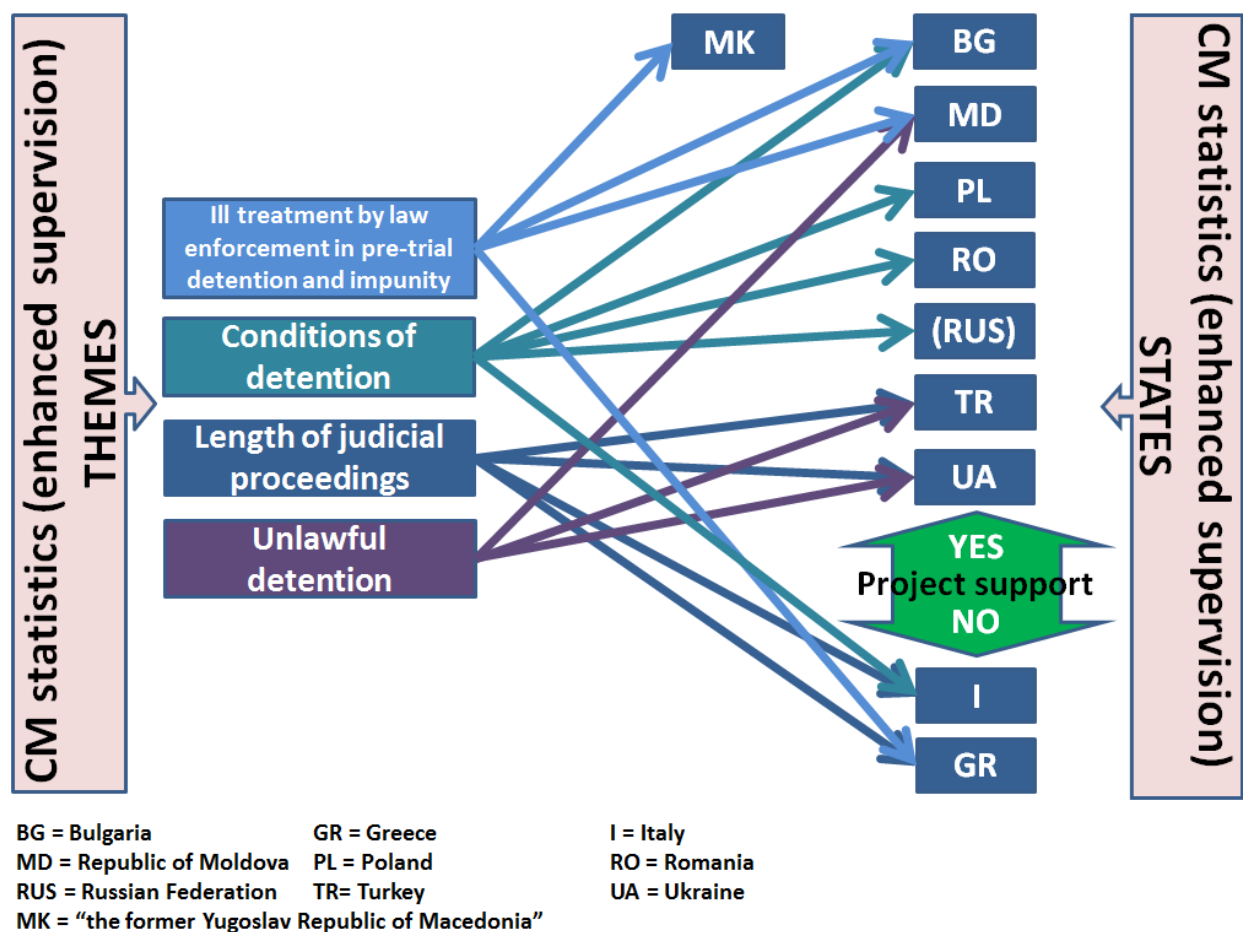 CM statistics (enhanced supervision)
THEMES
Ill treatment by law
enforcement in pre-trial
detention and impunity
Conditions of
detention
Length of judicial
proceedings
Unlawful
detention
MK
BG
MD
PL
RO
(RUS)
TR
UA
YES
Project support
NO
I
GR
CM statistics (enhanced supervision)
STATES
BG = Bulgaria GR = Greece I = Italy
MD = Republic of Moldova PL = Poland RO = Romania
RUS = Russian Federation TR= Turkey UA = Ukraine
MK = “the former Yugoslav Republic of Macedonia”